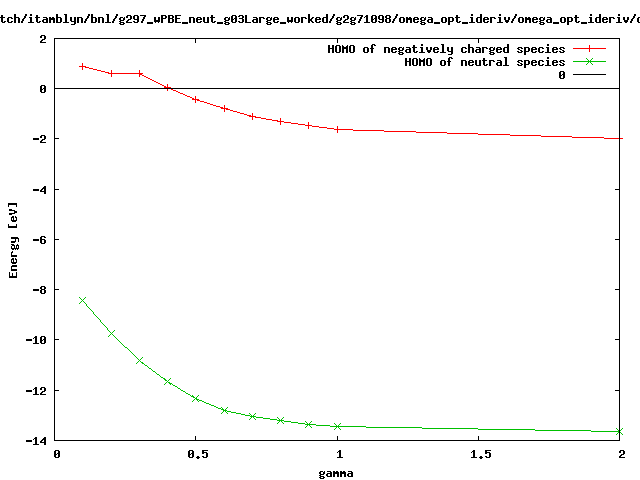 tch/itamblyn/bnl/g297_wPBE_neut_g03Large_worked/g2g71098/omega_opt_ideriv/omega_opt_ideriv/
HOMO of negatively charged species
HOMO of neutral species
0
2
0
-2
-4
-6
-8
-10
-12
-14
Energy [eV]
0 0.5 1 1.5 2
gamma